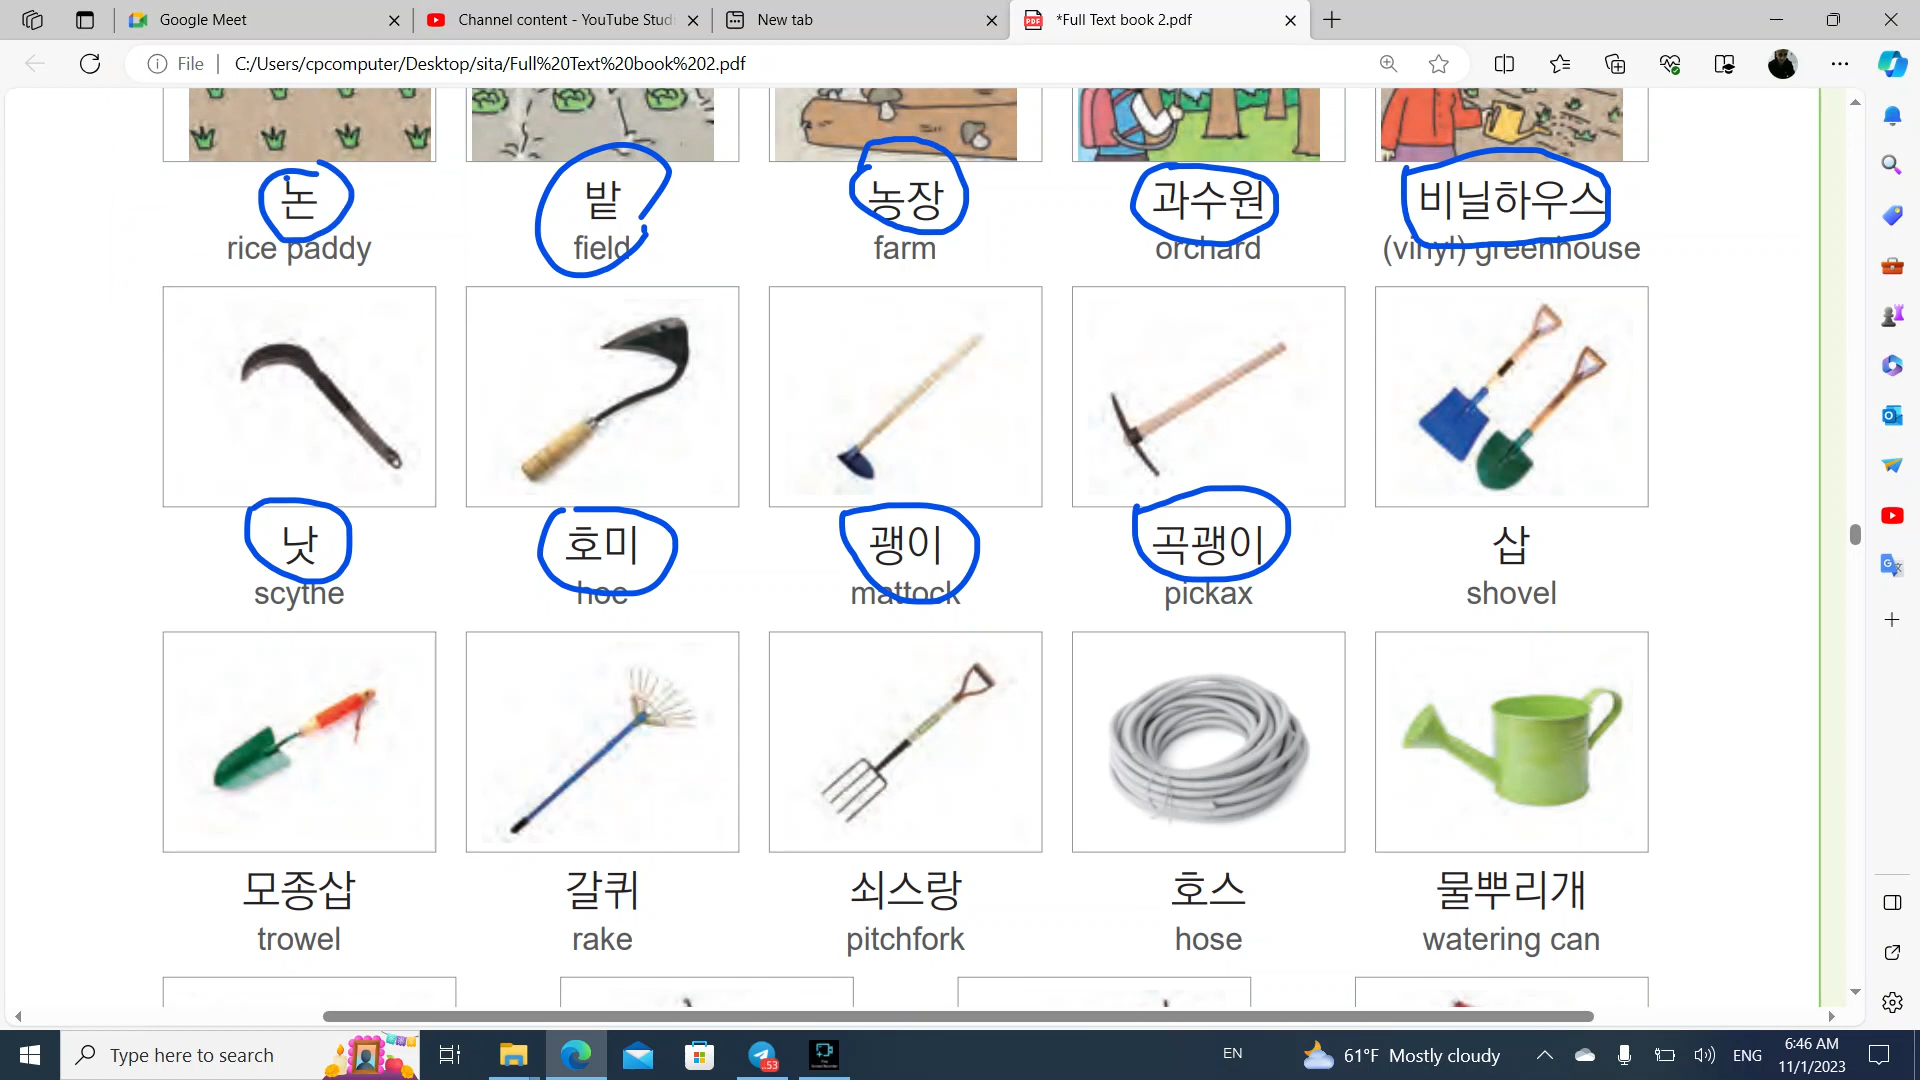 Google Meet
Channel content - YouTube Studi
New tab
*Full Text book 2.pdf
File
C:/Users/cpcomputer/Desktop/sita/Full%20Text%20book%202.pdf
논 밭 농장 과수원 비닐하우스
rice paddy field farm orchard (vinyl) greenhouse
낫 호미 괭이 곡괭이 삽
scythe hoe mattock pickax shovel
모종삽 갈퀴 쇠스랑 호스 물뿌리개
trowel rake pitchfork hose watering can
Type here to search
EN
61°F Mostly cloudy
ENG
6:46 AM
11/1/2023